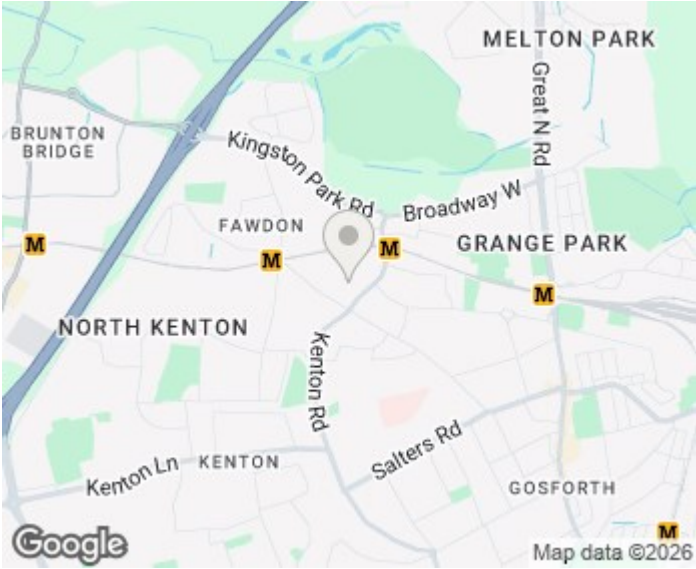 MELTON PARK
Great N Rd
BRUNTON
BRIDGE
Kingston Park Rd
Broadway W
FAWDON
M
M
M
GRANGE PARK
M
NORTH KENTON
Kenton Rd
Salters Rd
Kenton Ln
KENTON
GOSFORTH
M
Google
Map data ©2026